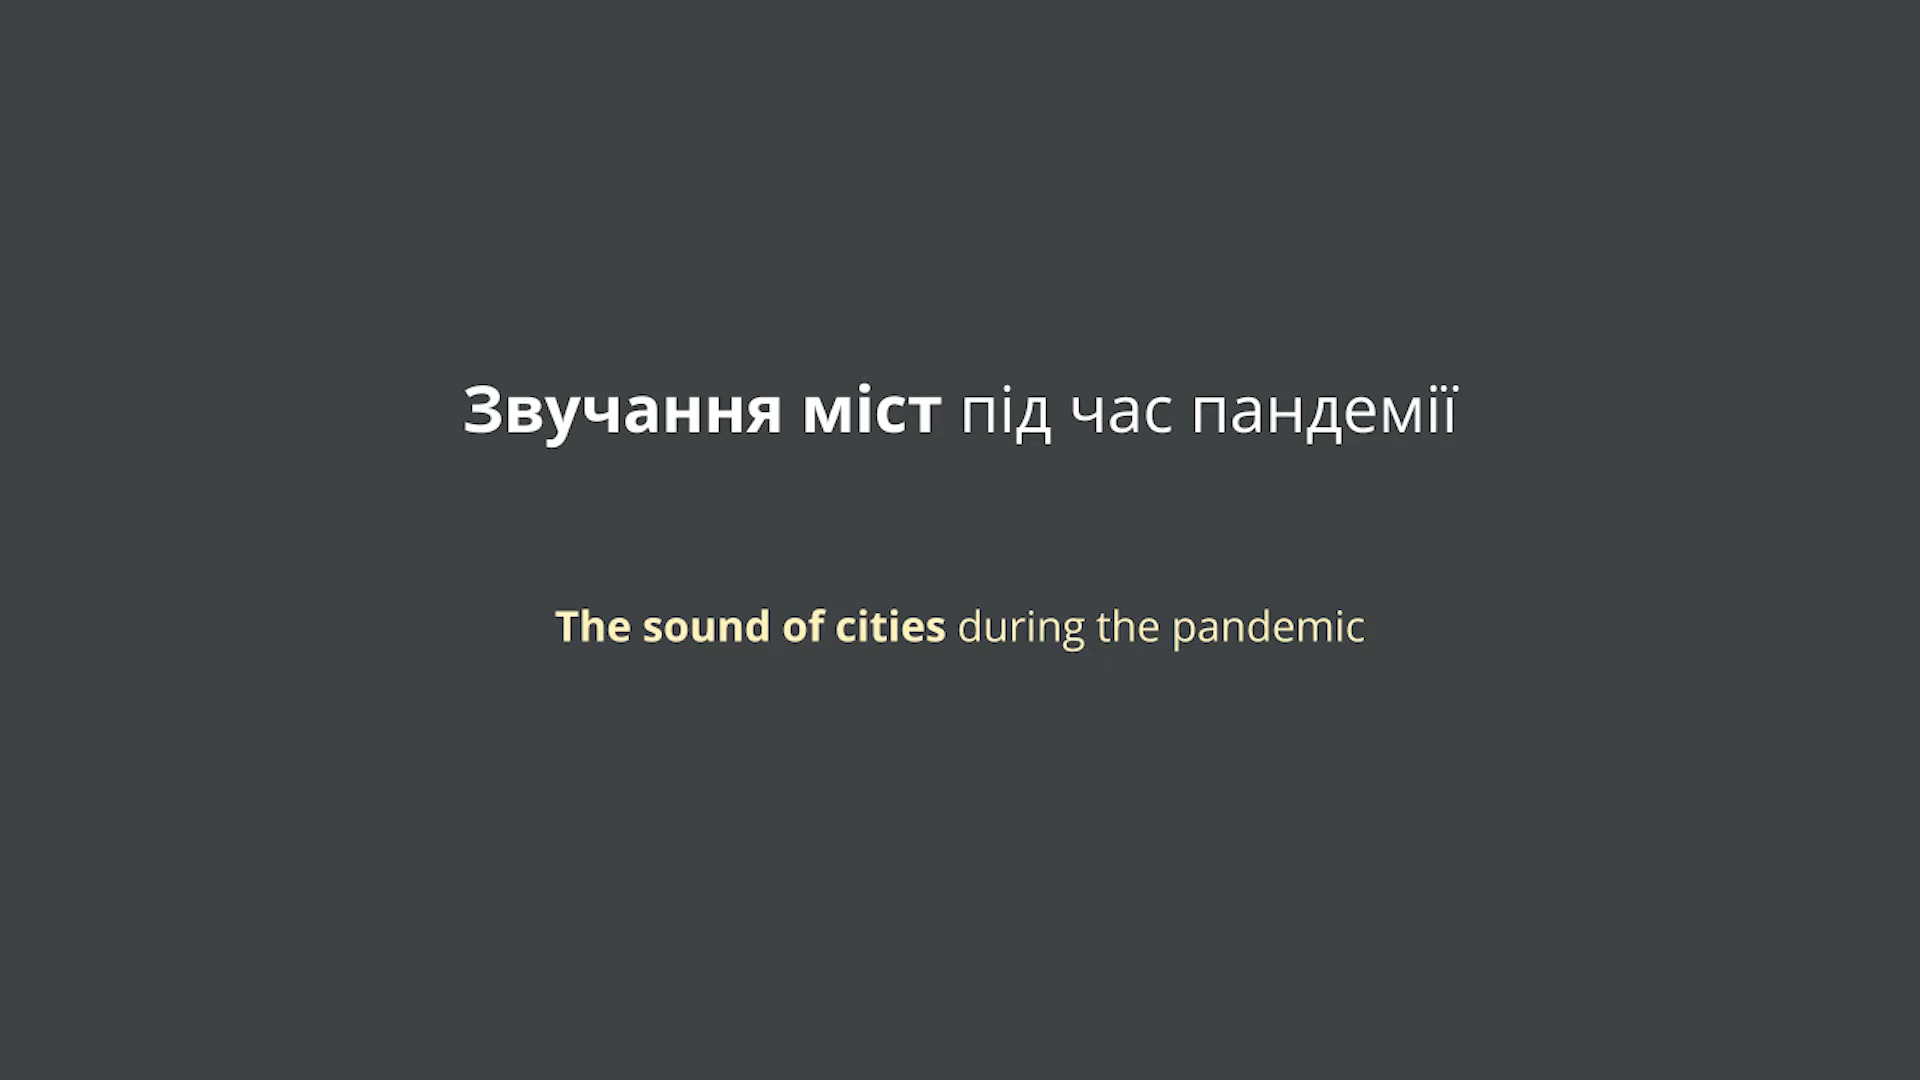 Звучання міст під час пандемії
The sound of cities during the pandemic